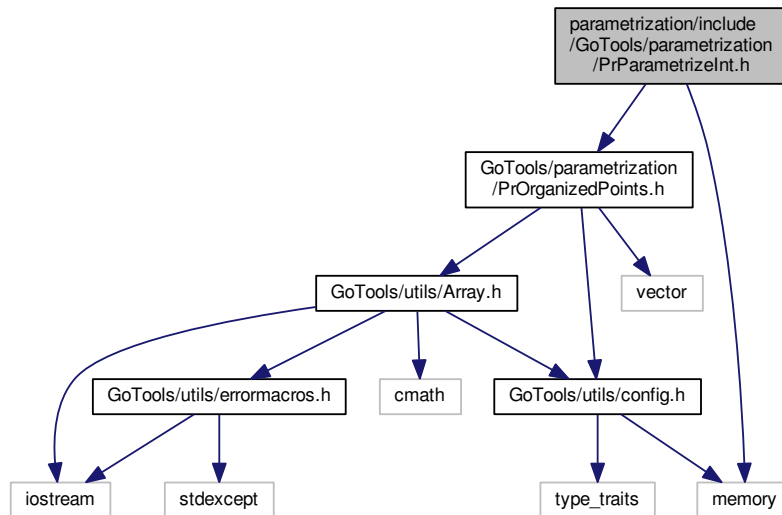 parametrization/include
/GoTools/parametrization
/PrParametrizeInt.h
GoTools/parametrization
/PrOrganizedPoints.h
GoTools/utils/Array.h
vector
GoTools/utils/errormacros.h
cmath
GoTools/utils/config.h
iostream
stdexcept
type_traits
memory